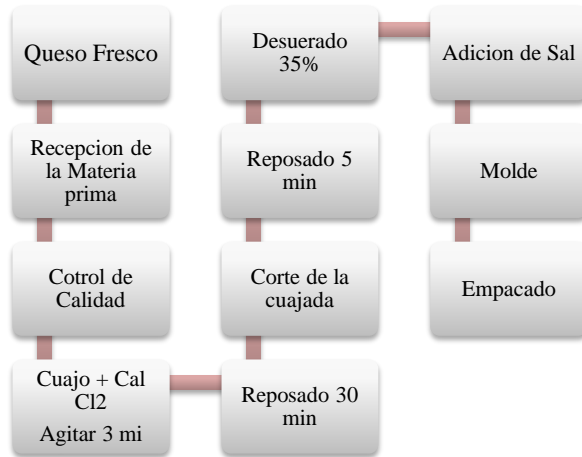 Queso Fresco
Recepcion de
la Materia
prima
Cotrol de
Calidad
Cuajo + Cal
Cl2
Agitar 3 mi
Reposado 30
min
Corte de la
cuajada
Reposado 5
min
Desuerado
35%
Adicion de Sal
Molde
Empacado